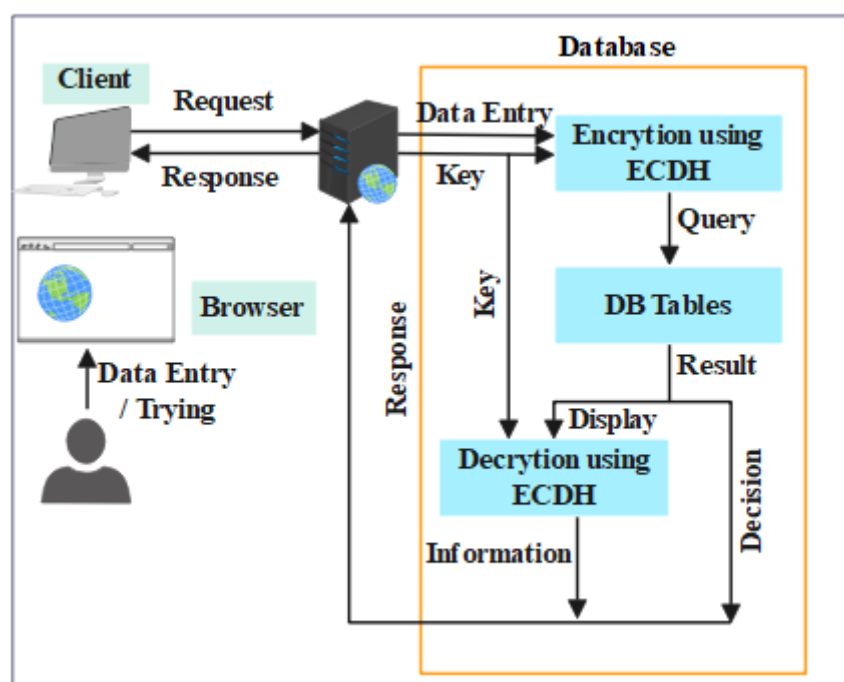 Database
Client
Request
Data Entry
Encrytion using
ECDH
Response
Key
Query
Browser
Key
DB Tables
Response
Result
Data Entry
/ Trying
Display
Decrytion using
ECDH
Decision
Information